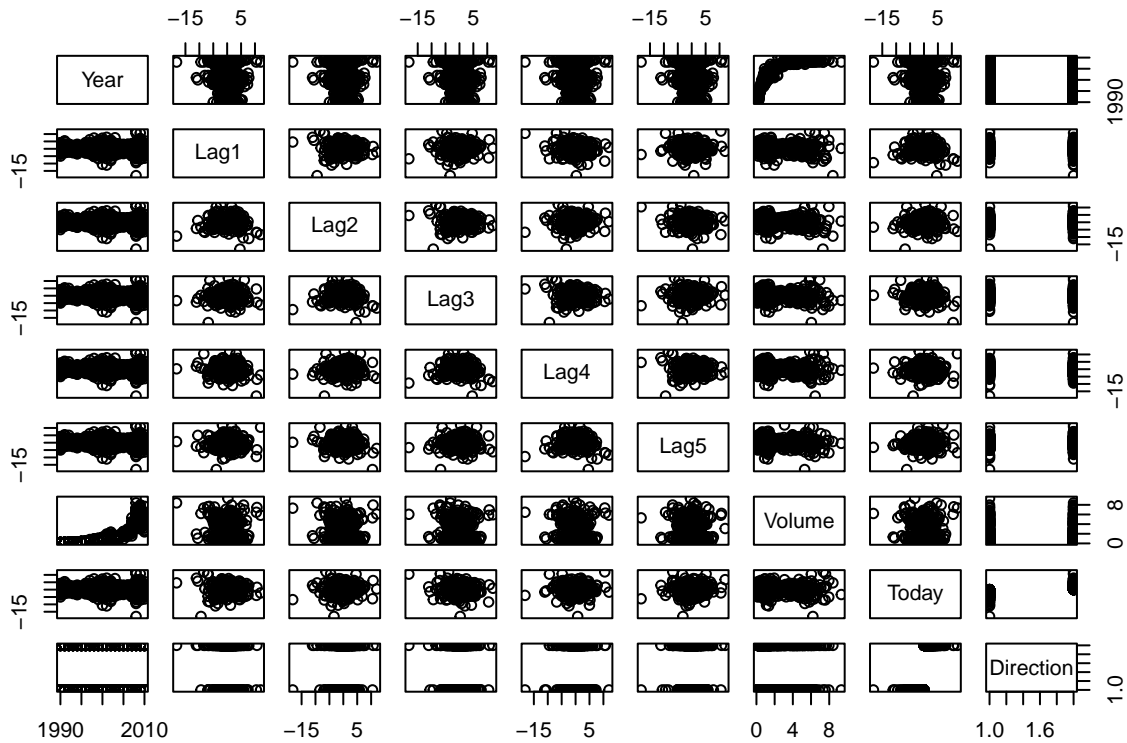 −15 5 −15 5 −15 5 −15 5
Year 1990
−15 Lag1
Lag2 −15
−15 Lag3
Lag4 −15
−15 Lag5
Volume 0 8
−15 Today
Direction 1.0
1990 2010 −15 5 −15 5 0 4 8 1.0 1.6